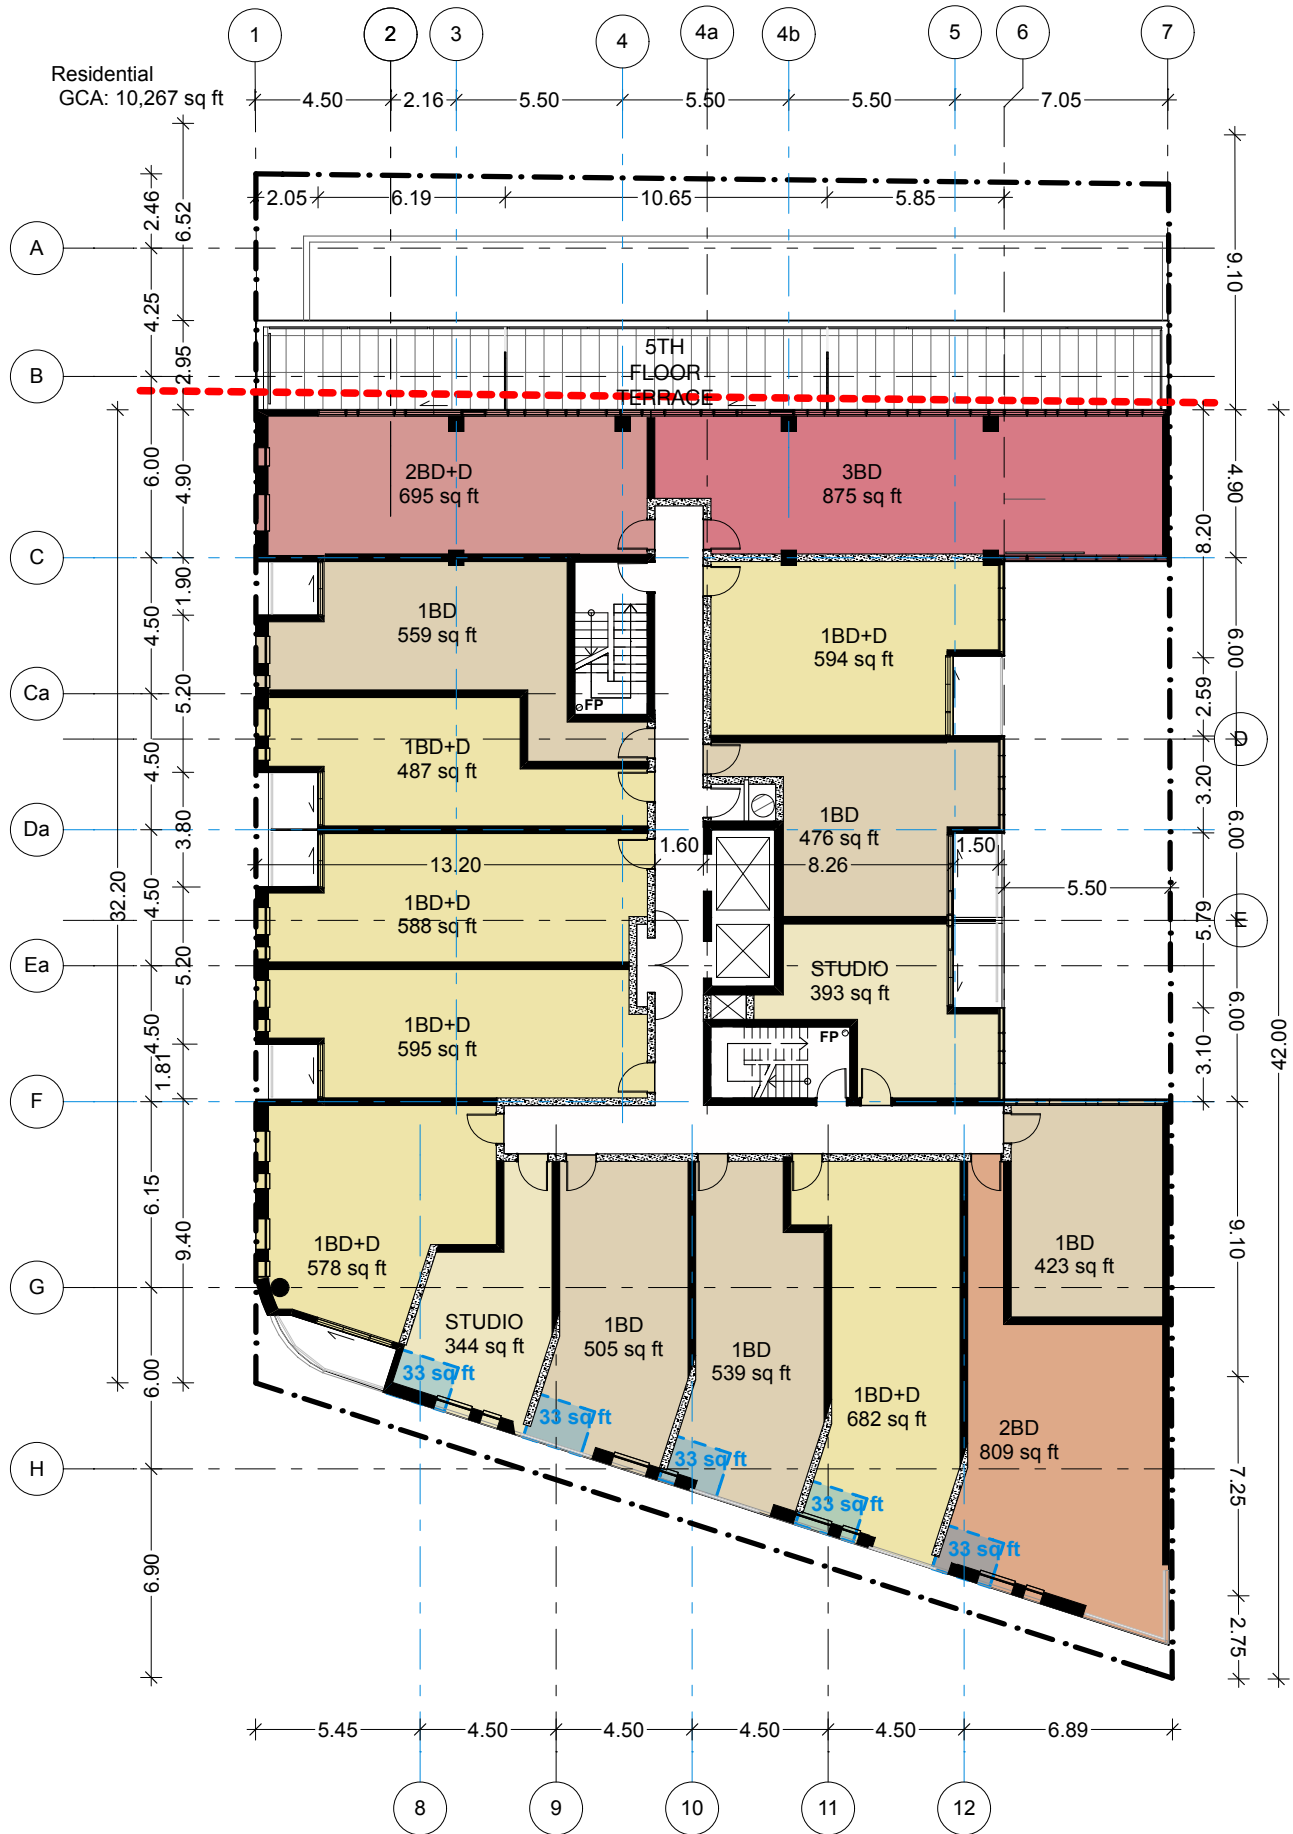 1
2
3
4
4a
4b
5
6
7
Residential
GCA: 10,267 sq ft
4.50
2.16
5.50
5.50
5.50
7.05
2.05
6.19
10.65
5.85
2.46
6.52
A
4.25
9.10
2.95
B
5TH
FLOOR
TERRACE
6.00
4.90
2BD+D
695 sq ft
3BD
875 sq ft
4.90
8.20
C
1.90
4.50
1BD
559 sq ft
1BD+D
594 sq ft
6.00
2.59
Ca
5.20
FP
D
4.50
1BD+D
487 sq ft
3.20
Da
3.80
1BD
476 sq ft
6.00
32.20
13.20
1.60
8.26
1.50
5.50
4.50
1BD+D
588 sq ft
5.79
E
Ea
5.20
STUDIO
393 sq ft
4.50
1BD+D
595 sq ft
FP
6.00
3.10
1.81
42.00
F
6.15
9.40
1BD+D
578 sq ft
1BD
423 sq ft
9.10
G
STUDIO
344 sq ft
1BD
505 sq ft
1BD
539 sq ft
6.00
33 sq ft
33 sq ft
1BD+D
682 sq ft
2BD
809 sq ft
33 sq ft
H
33 sq ft
33 sq ft
7.25
6.90
2.75
5.45
4.50
4.50
4.50
4.50
6.89
8
9
10
11
12